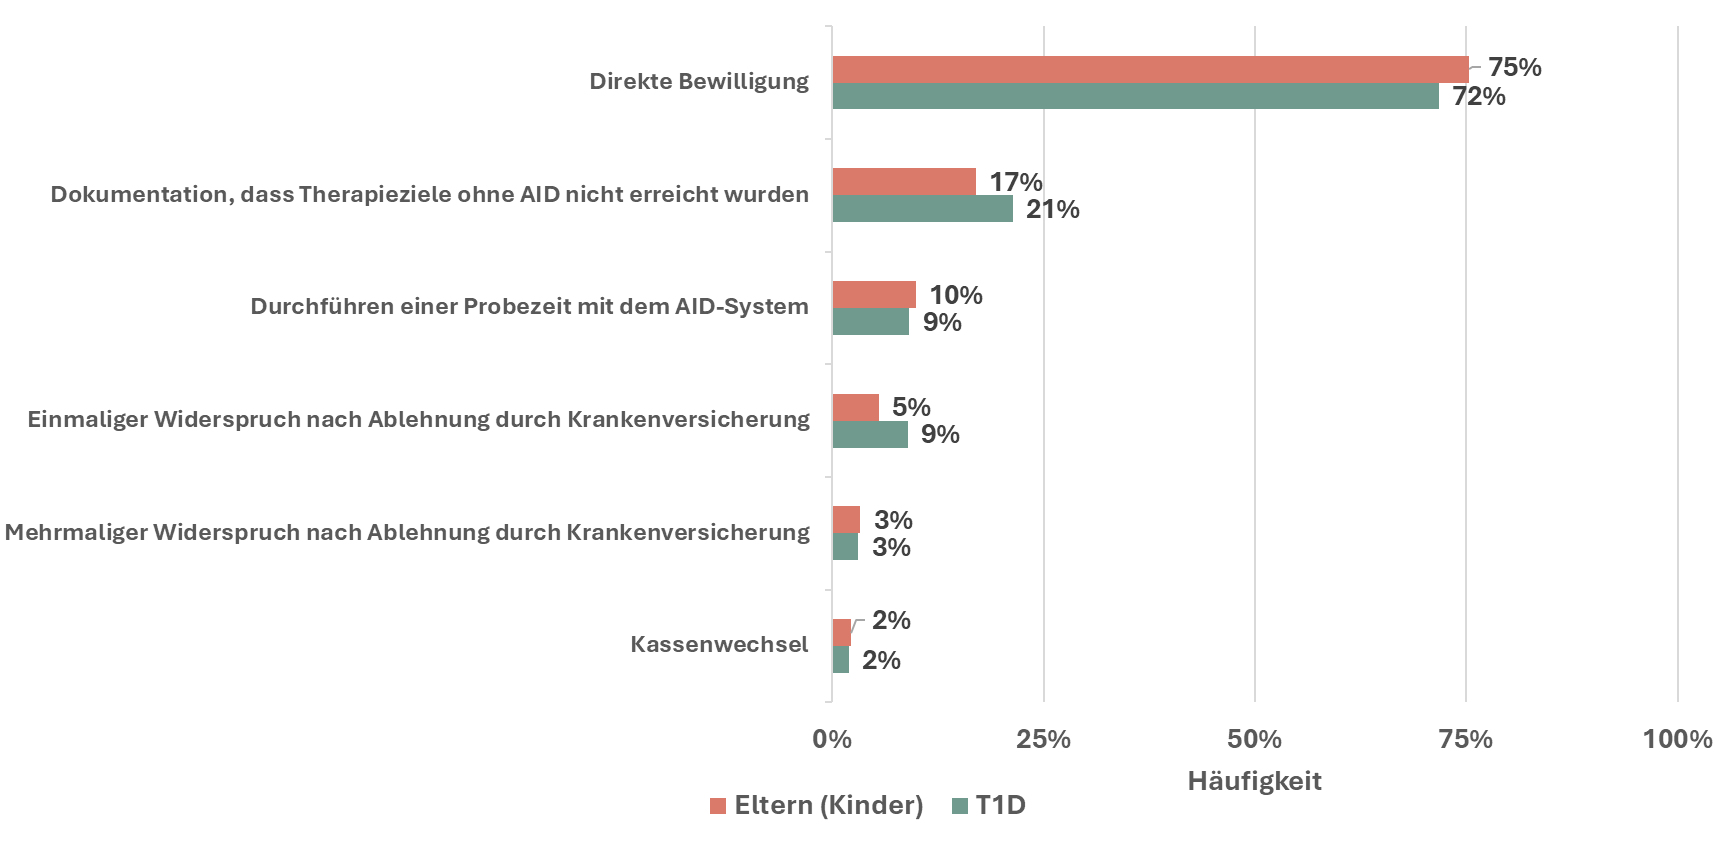 Direkte Bewilligung
75%
72%
Dokumentation, dass Therapieziele ohne AID nicht erreicht wurden
17%
21%
Durchführen einer Probezeit mit dem AID-System
10%
9%
Einmaliger Widerspruch nach Ablehnung durch Krankenversicherung
5%
9%
Mehrmaliger Widerspruch nach Ablehnung durch Krankenversicherung
3%
3%
Kassenwechsel
2%
2%
0% 25% 50% 75% 100%
Häufigkeit
Eltern (Kinder) T1D